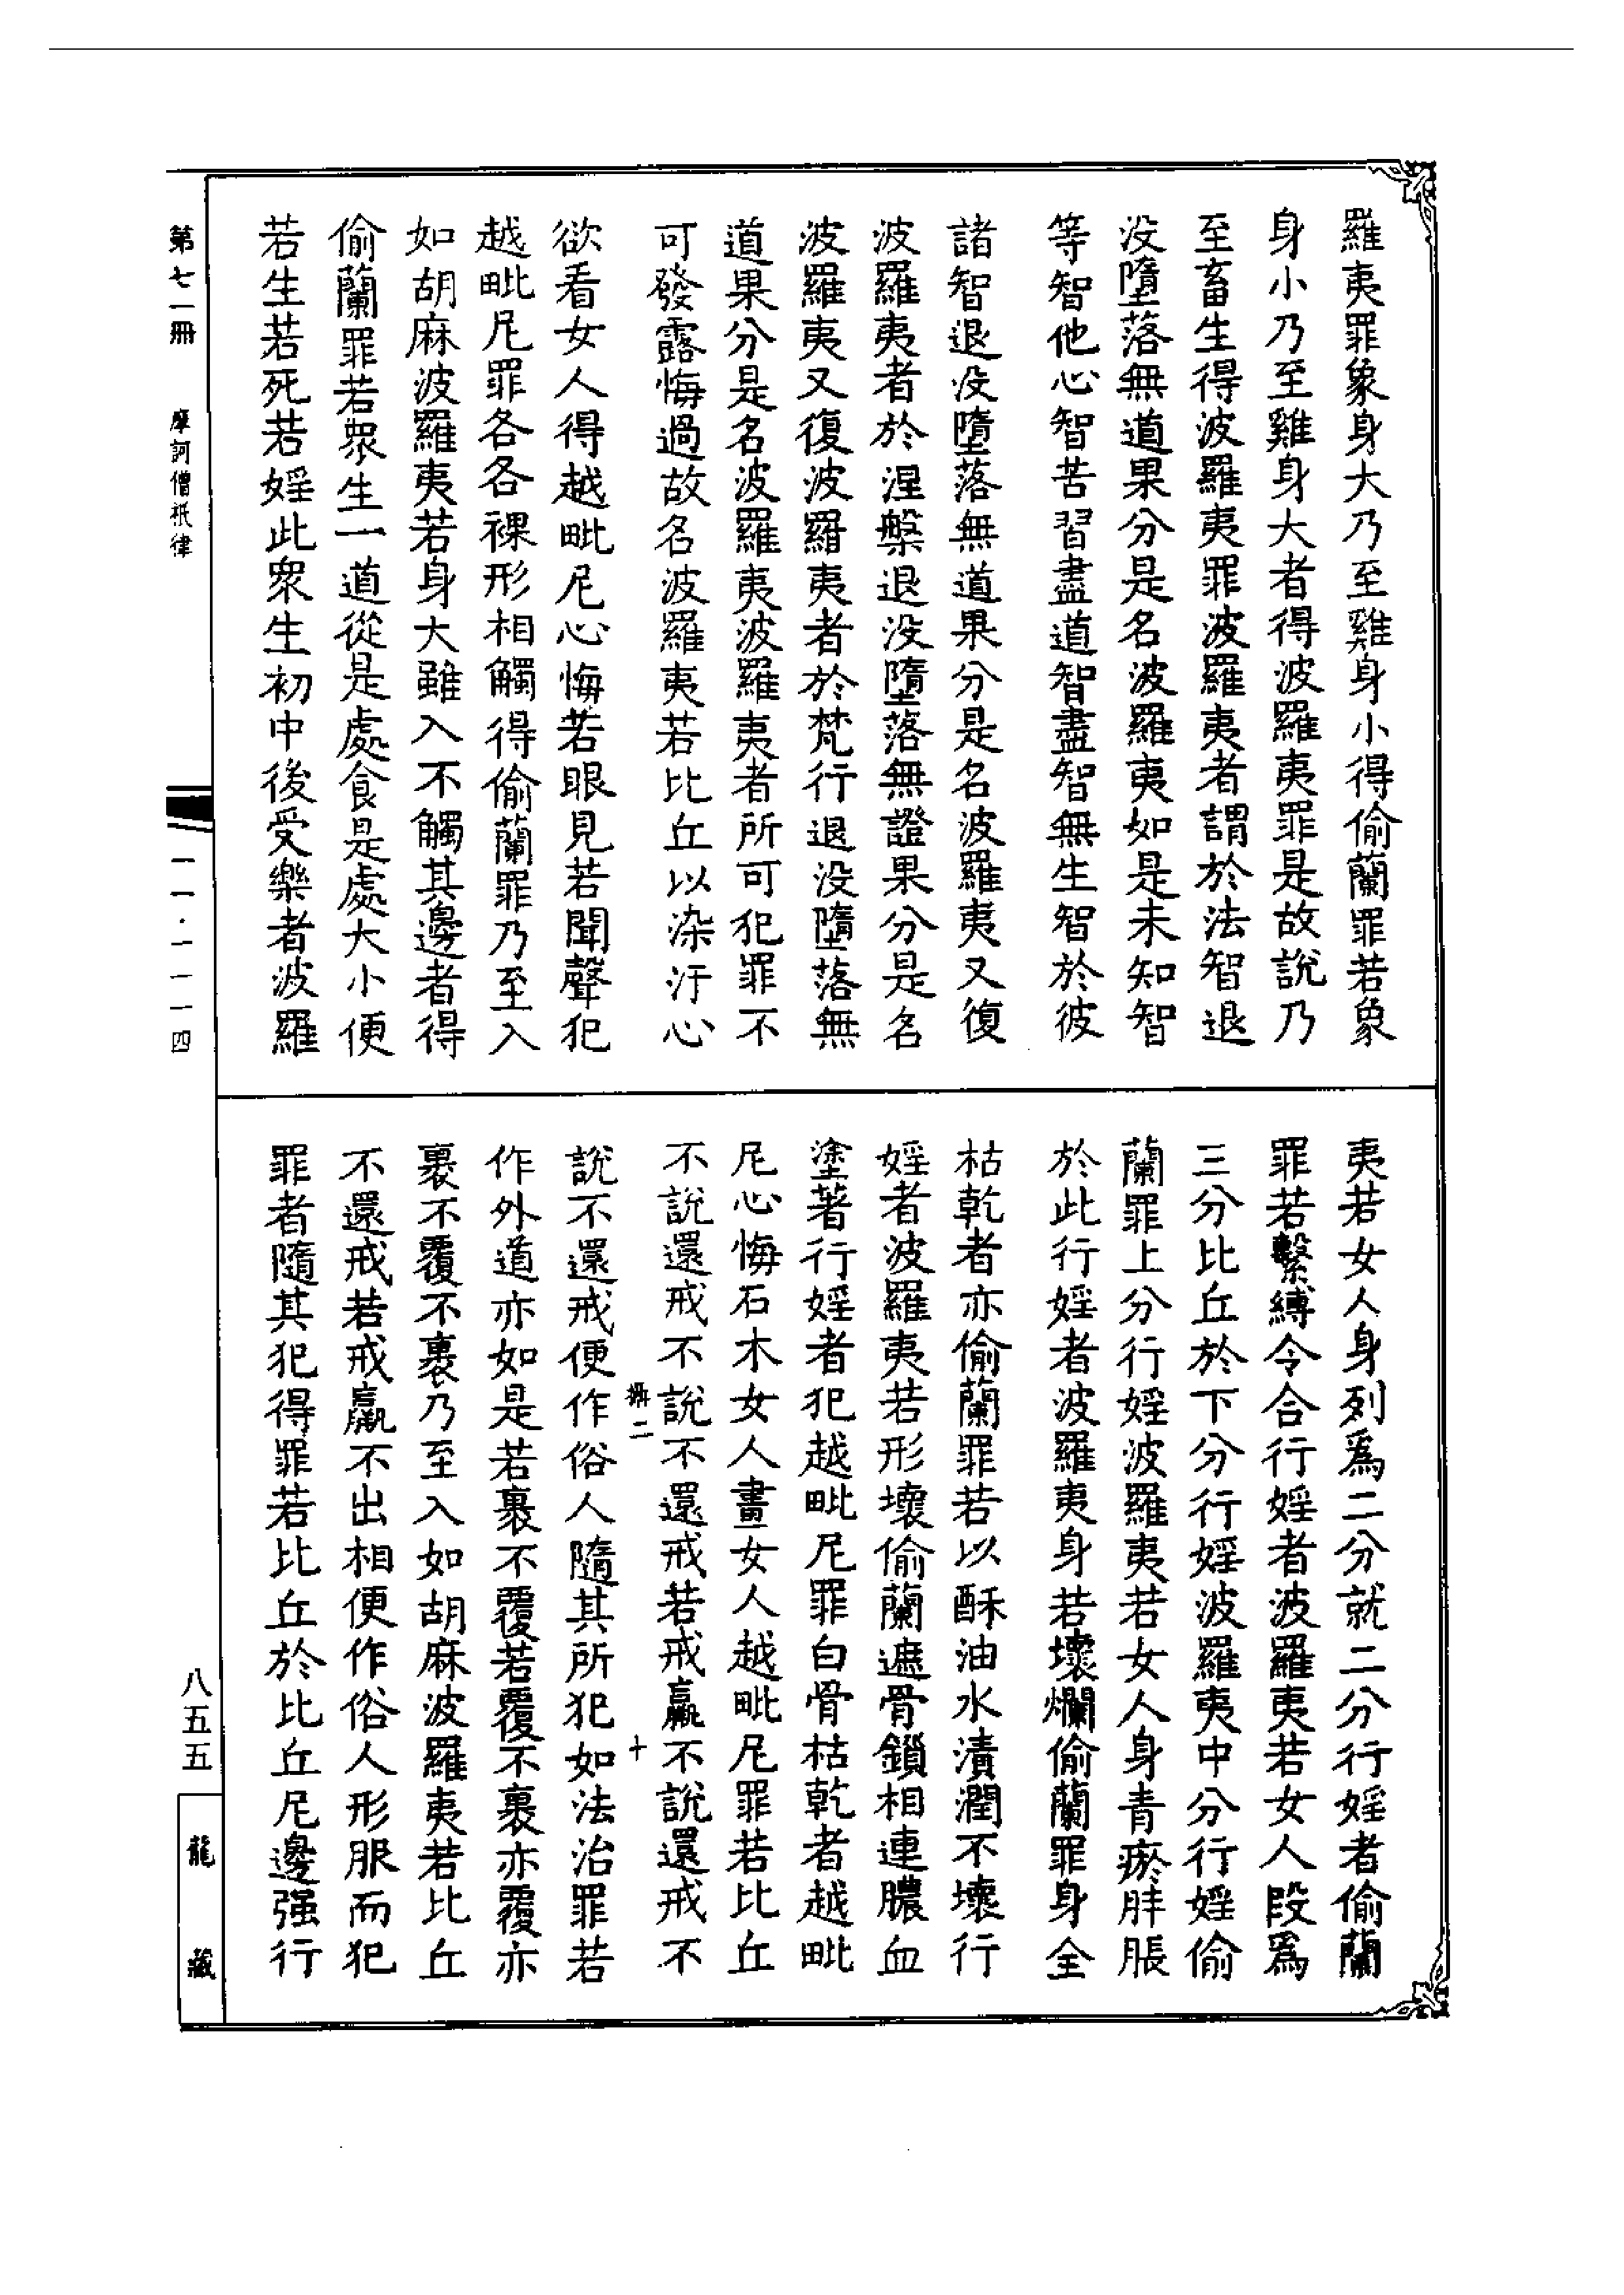 羅夷罪象身大乃至雞身小得偷蘭罪若象
身小乃至雞身大者得波羅夷罪是故說乃
至畜生得波羅夷罪波羅夷者謂於法智退
没墮落無道果分是名波羅夷如是未知智
等智他心智苦習盡道智盡智無生智於彼
諸智退没墮落無道果分是名波羅夷又復
波羅夷者於涅槃退没墮落無證果分是名
波羅夷又復波羅夷者於梵行退没墮落無
道果分是名波羅夷波羅夷者所可犯罪不
可發露悔過故名波羅夷若比丘以染汙心
欲看女人得越毗尼心悔若眼見若聞聲犯
越毗尼罪各各裸形相觸得偷蘭罪乃至入
如胡麻波羅夷若身大雖入不觸其邊者得
偷蘭罪若衆生一道從是處食是處大小便
若生若死若婬此衆生初中後受樂者波羅
夷若女人身列為二分就二分行婬者偷蘭
罪若繫縛令合行婬者波羅夷若女人段為
三分比丘於下分行婬波羅夷中分行婬偷
蘭罪上分行婬波羅夷若女人身青瘀胮脹
於此行婬者波羅夷身若壞爛偷蘭罪身全
枯乾者亦偷蘭罪若以酥油水漬潤不壞行
婬者波羅夷若形壞偷蘭遮骨鎖相連膿血
塗著行婬者犯越毗尼罪白骨枯乾者越毗
尼心悔石木女人畫女人越毗尼罪若比丘
不說還戒不說不還戒若戒羸不說還戒不
攝二
十
說不還戒便作俗人隨其所犯如法治罪若
作外道亦如是若裹不覆若覆不裹亦覆亦
裹不覆不裹乃至入如胡麻波羅夷若比丘
不還戒若戒羸不出相便作俗人形服而犯
罪者隨其犯得罪若比丘於比丘尼邊强行
第七一冊
摩訶僧祇律
一一·一一一四
八五五
龍藏